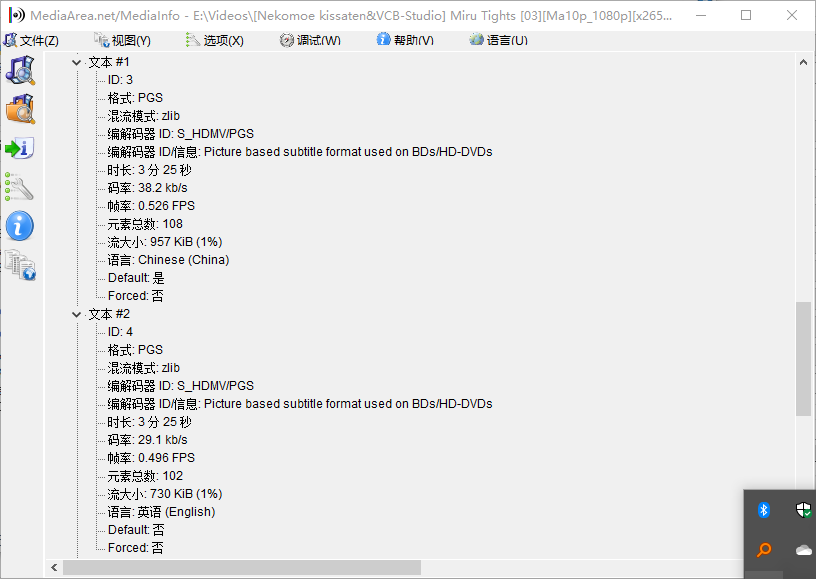 MediaArea.net/MediaInfo - E:\Videos\[Nekomoe kissaten&VCB-Studio] Miru Tights [03][Ma10p_1080p][x265...
文件(Z) 视图(Y) 选项(X) 调试(W) 帮助(V) 语言(U)
文本 #1
ID: 3
格式: PGS
混流模式: zlib
编解码器 ID: S_HDMV/PGS
编解码器 ID/信息: Picture based subtitle format used on BDs/HD-DVDs
时长: 3 分 25 秒
码率: 38.2 kb/s
帧率: 0.526 FPS
元素总数: 108
流大小: 957 KiB (1%)
语言: Chinese (China)
Default: 是
Forced: 否
文本 #2
ID: 4
格式: PGS
混流模式: zlib
编解码器 ID: S_HDMV/PGS
编解码器 ID/信息: Picture based subtitle format used on BDs/HD-DVDs
时长: 3 分 25 秒
码率: 29.1 kb/s
帧率: 0.496 FPS
元素总数: 102
流大小: 730 KiB (1%)
语言: 英语 (English)
Default: 否
Forced: 否